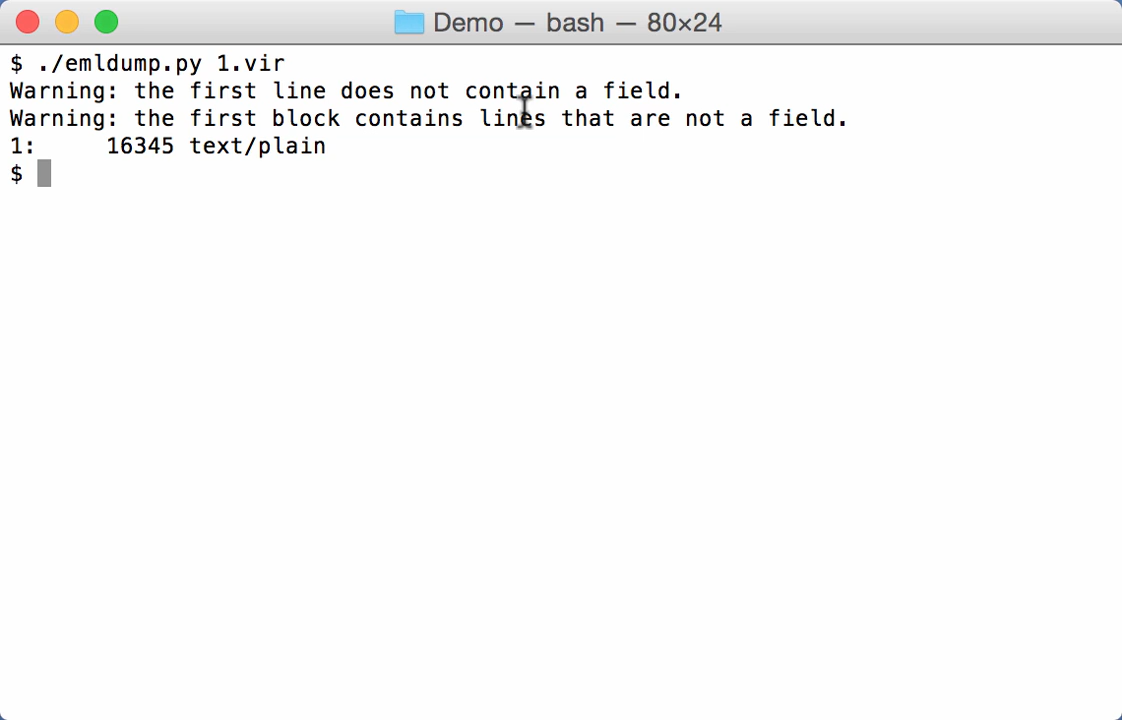 Demo — bash — 80×24
$ ./emldump.py 1.vir
Warning: the first line does not contain a field.
Warning: the first block contains lines that are not a field.
1:     16345 text/plain
$